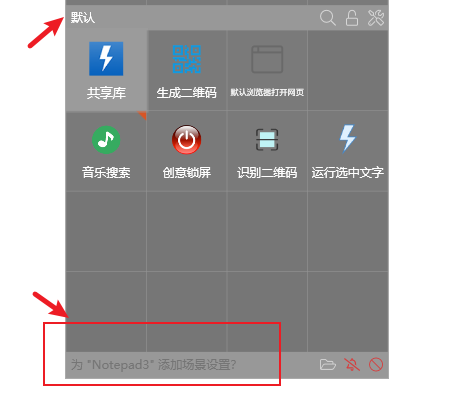 默认
共享库
生成二维码
默认浏览器打开网页
音乐搜索
创意锁屏
识别二维码
运行选中文字
为 "Notepad3" 添加场景设置?